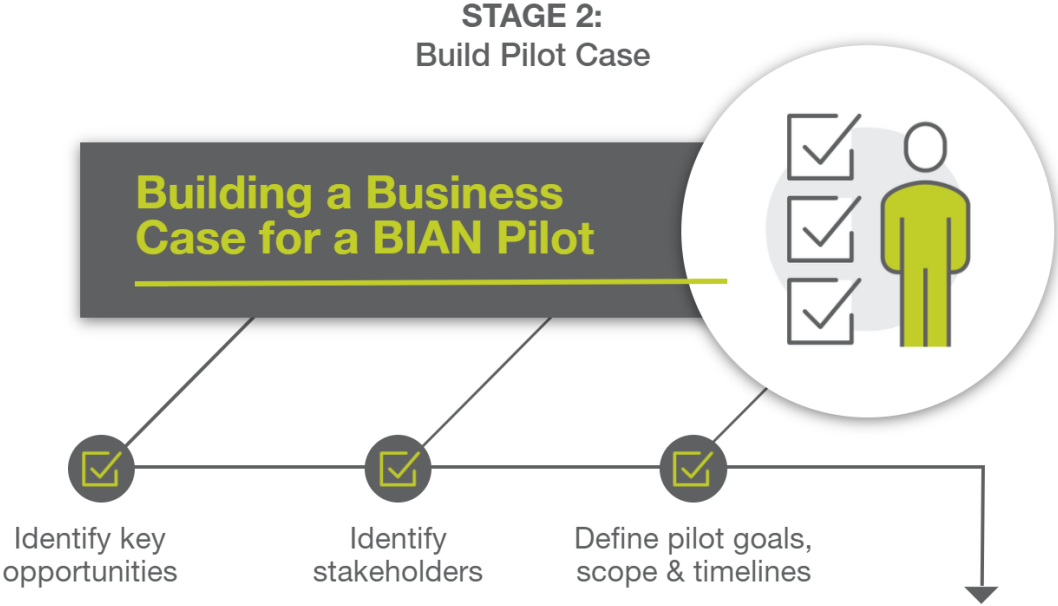 STAGE 2:
Build Pilot Case
Building a Business
Case for a BIAN Pilot
Identify key
opportunities
Identify
stakeholders
Define pilot goals,
scope & timelines